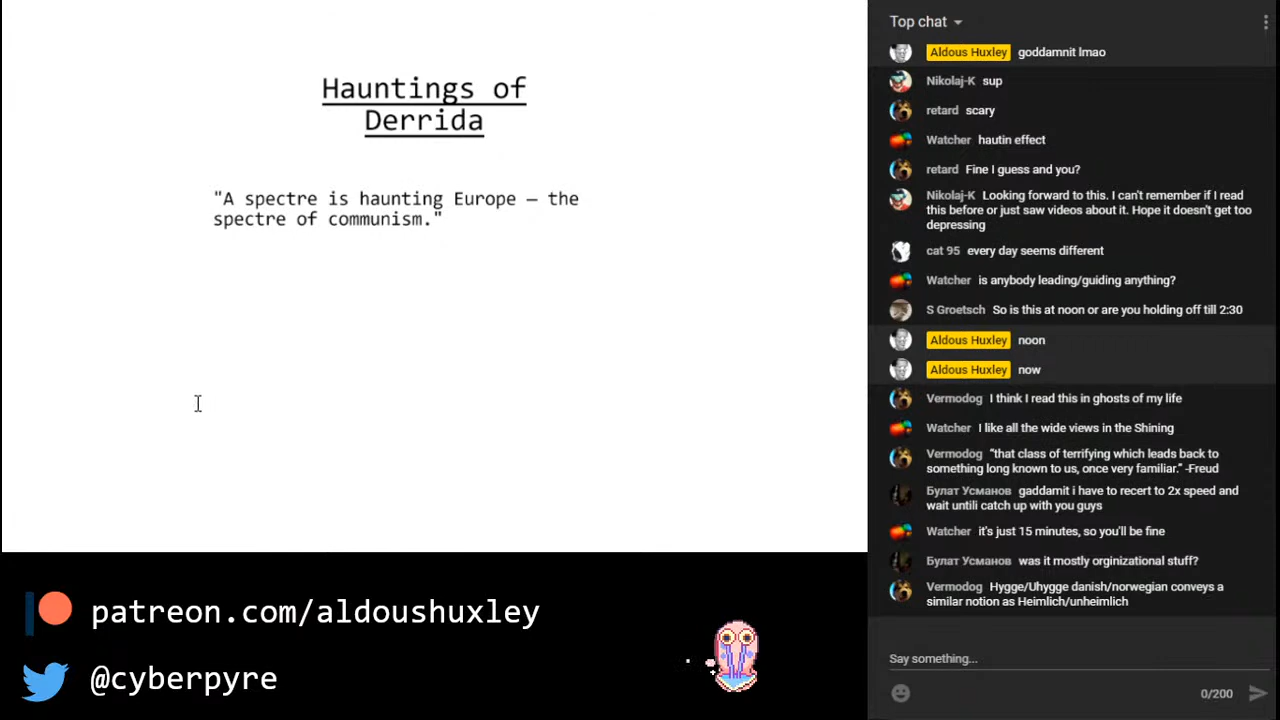 Hauntings of
Derrida
"A spectre is haunting Europe — the
spectre of communism."
patreon.com/aldoushuxley
@cyberpyre
Top chat
Aldous Huxley goddamnit lmao
Nikolaj-K sup
retard scary
Watcher hautin effect
retard Fine I guess and you?
Nikolaj-K Looking forward to this. I can't remember if I read
this before or just saw videos about it. Hope it doesn't get too
depressing
cat 95 every day seems different
Watcher is anybody leading/guiding anything?
S Groetsch So is this at noon or are you holding off till 2:30
Aldous Huxley noon
Aldous Huxley now
Vermodog I think I read this in ghosts of my life
Watcher I like all the wide views in the Shining
Vermodog “that class of terrifying which leads back to
something long known to us, once very familiar.” -Freud
Булат Усманов gaddamit i have to recert to 2x speed and
wait untili catch up with you guys
Watcher it's just 15 minutes, so you'll be fine
Булат Усманов was it mostly orginizational stuff?
Vermodog Hygge/Uhygge danish/norwegian conveys a
similar notion as Heimlich/unheimlich
Say something...
0/200